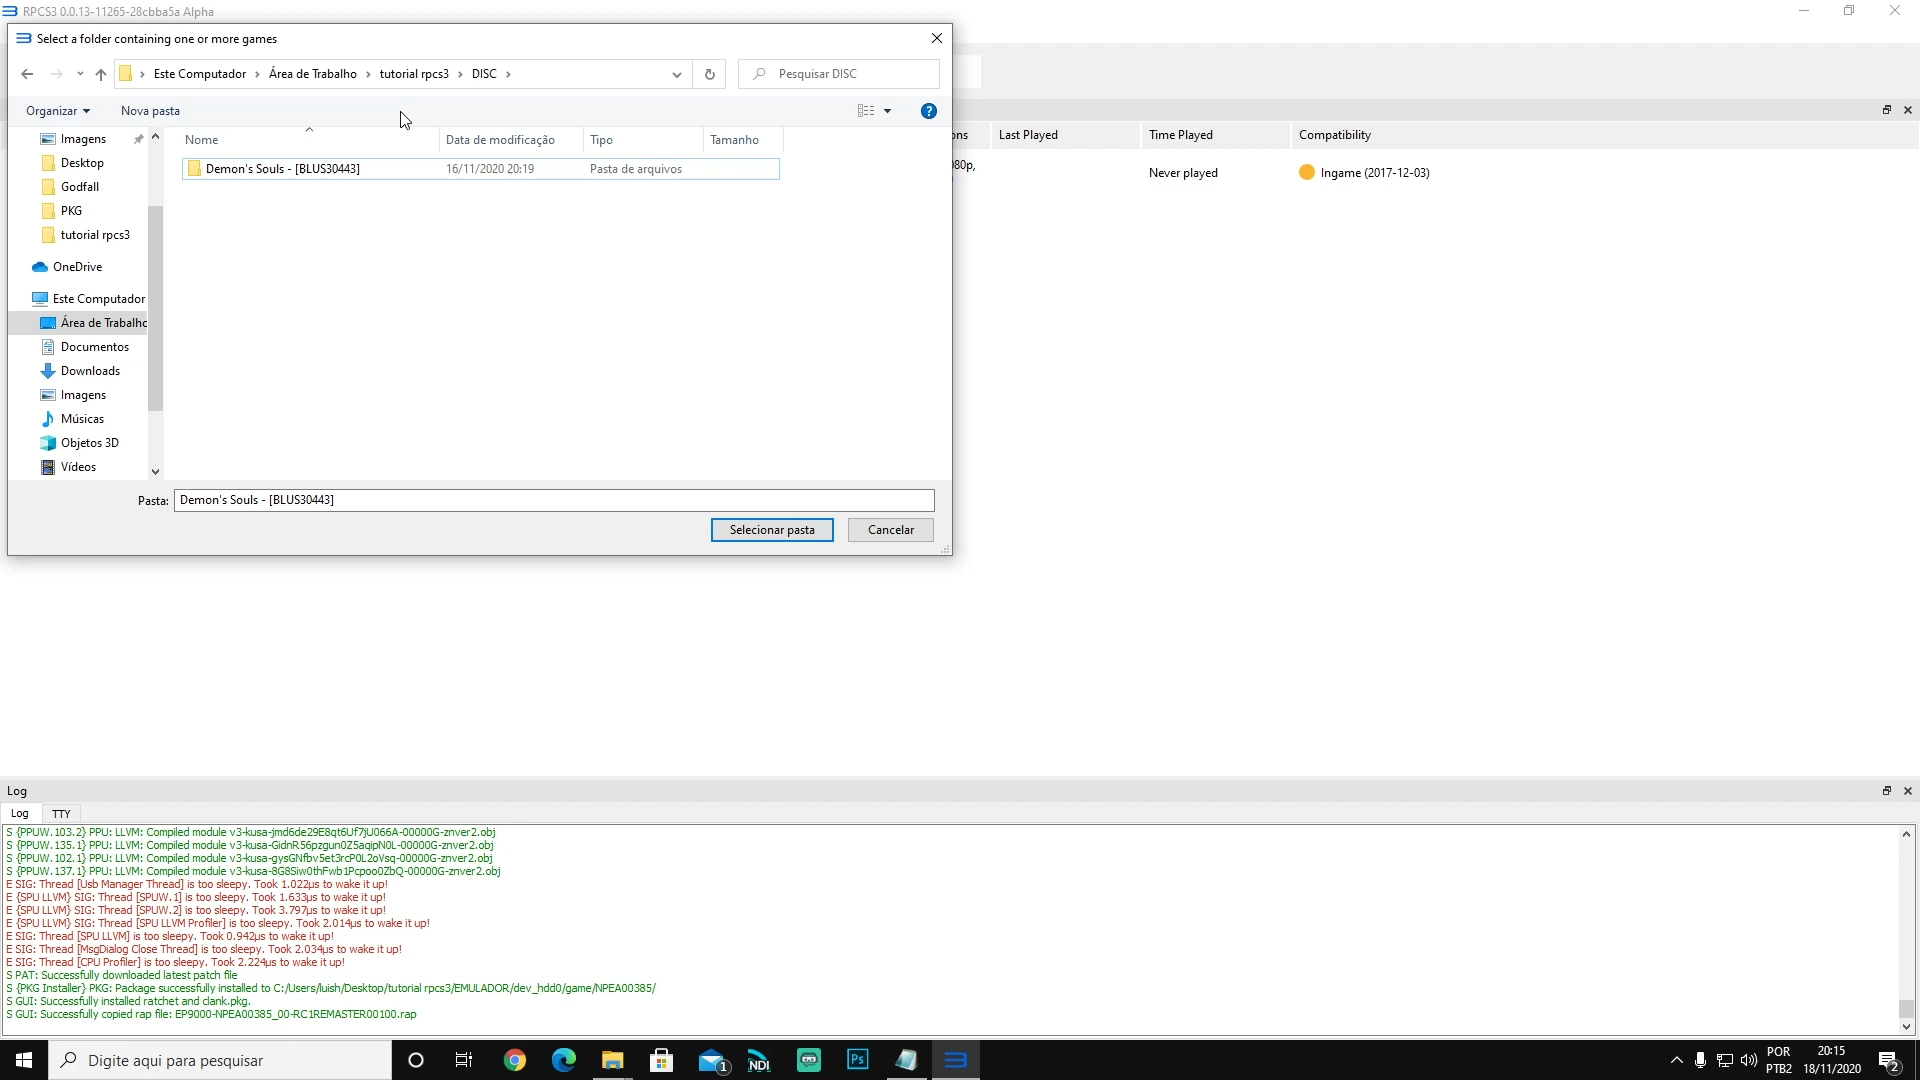 RPCS3 0.0.13-11265-28cbba5a Alpha
Select a folder containing one or more games
Este Computador
Área de Trabalho
tutorial rpcs3
DISC
Pesquisar DISC
Organizar
Nova pasta
Imagens
Desktop
Godfall
PKG
tutorial rpcs3
OneDrive
Este Computador
Área de Trabalho
Documentos
Downloads
Imagens
Músicas
Objetos 3D
Vídeos
Nome
Data de modificação
Tipo
Tamanho
Demon's Souls - [BLUS30443]
16/11/2020 20:19
Pasta de arquivos
Pasta:
Demon's Souls - [BLUS30443]
Selecionar pasta
Cancelar
ons
Last Played
Time Played
Compatibility
080p,
Never played
Ingame (2017-12-03)
Log
Log
TTY
S {PPUW.103.2} PPU: LLVM: Compiled module v3-kusa-jmd6de29E8qt6Uf7jU066A-00000G-znver2.obj
S {PPUW.135.1} PPU: LLVM: Compiled module v3-kusa-GidnR56pzgun0Z5aqipN0L-00000G-znver2.obj
S {PPUW.102.1} PPU: LLVM: Compiled module v3-kusa-gysGNfbv5et3rcP0L2oVsq-00000G-znver2.obj
S {PPUW.137.1} PPU: LLVM: Compiled module v3-kusa-8G8Siw0thFwb1Pcpoo0ZbQ-00000G-znver2.obj
E SIG: Thread [Usb Manager Thread] is too sleepy. Took 1.022µs to wake it up!
E {SPU LLVM} SIG: Thread [SPUW.1] is too sleepy. Took 1.633µs to wake it up!
E {SPU LLVM} SIG: Thread [SPUW.2] is too sleepy. Took 3.797µs to wake it up!
E {SPU LLVM} SIG: Thread [SPU LLVM Profiler] is too sleepy. Took 2.014µs to wake it up!
E SIG: Thread [SPU LLVM] is too sleepy. Took 0.942µs to wake it up!
E SIG: Thread [MsgDialog Close Thread] is too sleepy. Took 2.034µs to wake it up!
E SIG: Thread [CPU Profiler] is too sleepy. Took 2.224µs to wake it up!
S PAT: Successfully downloaded latest patch file
S {PKG Installer} PKG: Package successfully installed to C:/Users/luish/Desktop/tutorial rpcs3/EMULADOR/dev_hdd0/game/NPEA00385/
S GUI: Successfully installed ratchet and clank.pkg.
S GUI: Successfully copied rap file: EP9000-NPEA00385_00-RC1REMASTER00100.rap
Digite aqui para pesquisar
1
NDI
Ps
POR
PTB2
20:15
18/11/2020
2